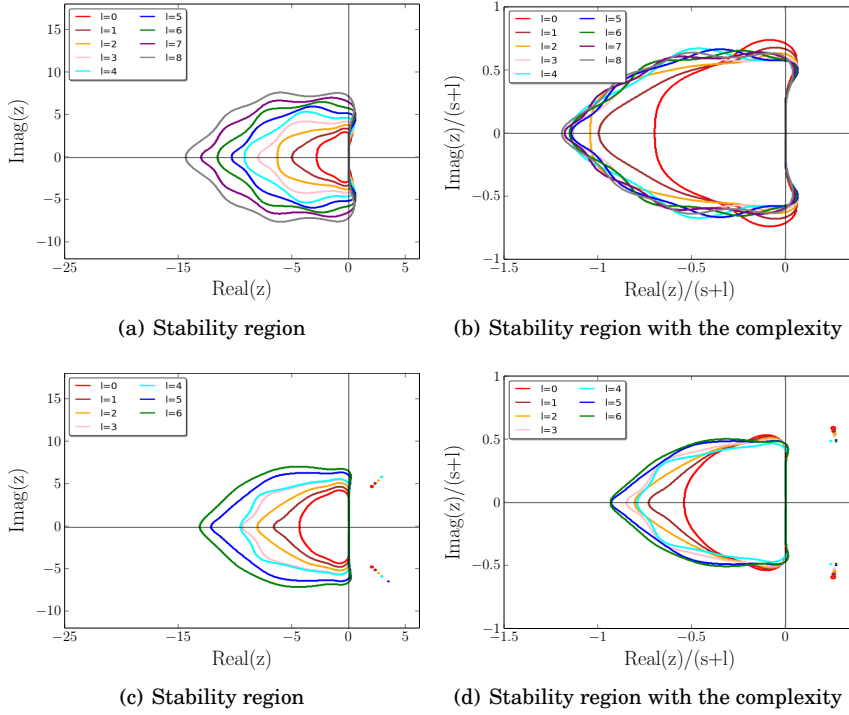 l=0
l=1
l=2
l=3
l=4
l=5
l=6
l=7
l=8
15
10
5
0
−5
−10
−25
−15
−5
0
5
Imag(z)
Real(z)
(a) Stability region
l=0
l=1
l=2
l=3
l=4
l=5
l=6
l=7
l=8
1
0.5
0
−0.5
−1
−1.5
−1
−0.5
0
0.5
Imag(z)/(s+l)
Real(z)/(s+l)
(b) Stability region with the complexity
l=0
l=1
l=2
l=3
l=4
l=5
l=6
15
10
5
0
−5
−10
−25
−15
−5
0
5
Imag(z)
Real(z)
(c) Stability region
l=0
l=1
l=2
l=3
l=4
l=5
l=6
1
0.5
0
−0.5
−1
−1.5
−1
−0.5
0
0.5
Imag(z)/(s+l)
Real(z)/(s+l)
(d) Stability region with the complexity